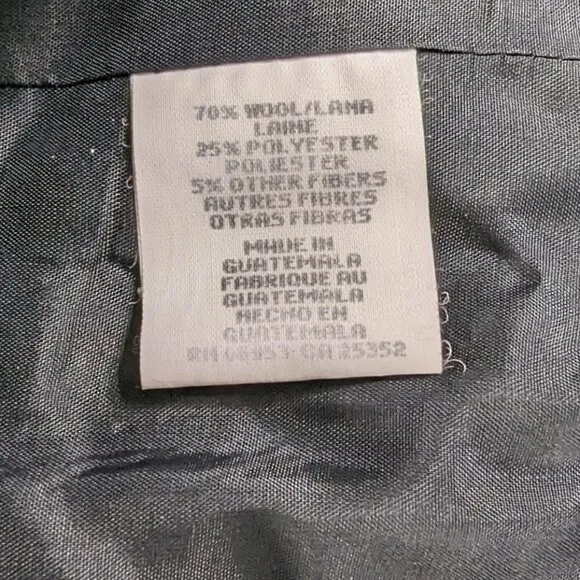 70% WOOL/LANA
LAINE
25% POLYESTER
POLIESTER
5% OTHER FIBERS
AUTRES FIBRES
OTRAS FIBRAS
MADE IN
GUATEMALA
FABRIQUE AU
GUATEMALA
HECHO EN
GUATEMALA
RN 66953-CA 25352